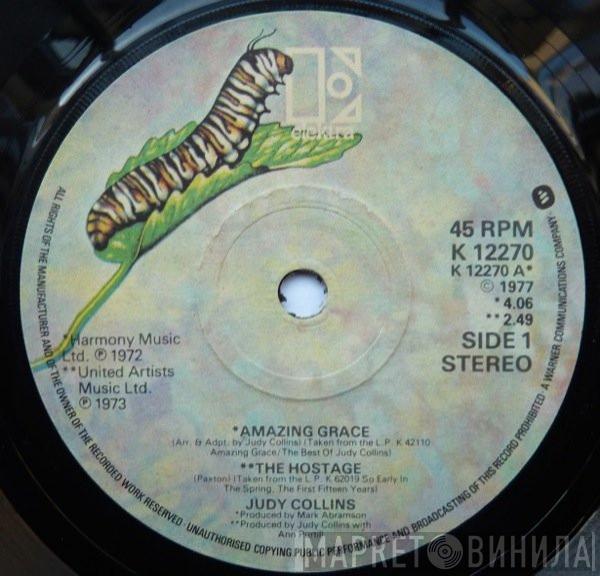 elektra
45 RPM
K 12270
K 12270 A*
© 1977
*4.06
**2.49
SIDE 1
STEREO
*Harmony Music
Ltd. ℗ 1972
**United Artists
Music Ltd.
℗ 1973
*AMAZING GRACE
(Arr. & Adpt. by Judy Collins) (Taken from the L.P. K 42110
Amazing Grace/The Best Of Judy Collins)
**THE HOSTAGE
(Paxton) (Taken from the L.P. K 62019 So Early In
The Spring, The First Fifteen Years)
JUDY COLLINS
*Produced by Mark Abramson
**Produced by Judy Collins with
Ann
ALL RIGHTS OF THE MANUFACTURER AND OF THE OWNER OF THE RECORDED WORK RESERVED · UNAUTHORISED COPYING PUBLIC PERFORMANCE AND BROADCASTING OF THIS RECORD PROHIBITED · A WARNER COMMUNICATIONS COMPANY ·
МАРКЕТ ВИНИЛА